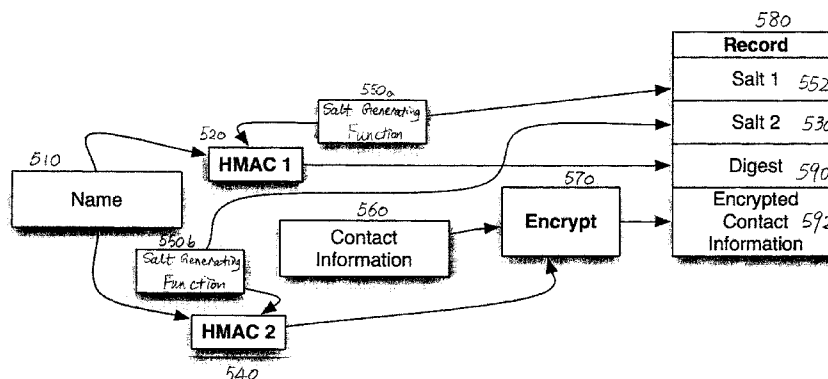 580
Record
Salt 1 552
Salt 2 530
Digest 590
Encrypted
Contact 592
Information
550a
Salt Generating
Function
520
HMAC 1
510
Name
570
Encrypt
560
Contact
Information
550b
Salt Generating
Function
HMAC 2
540